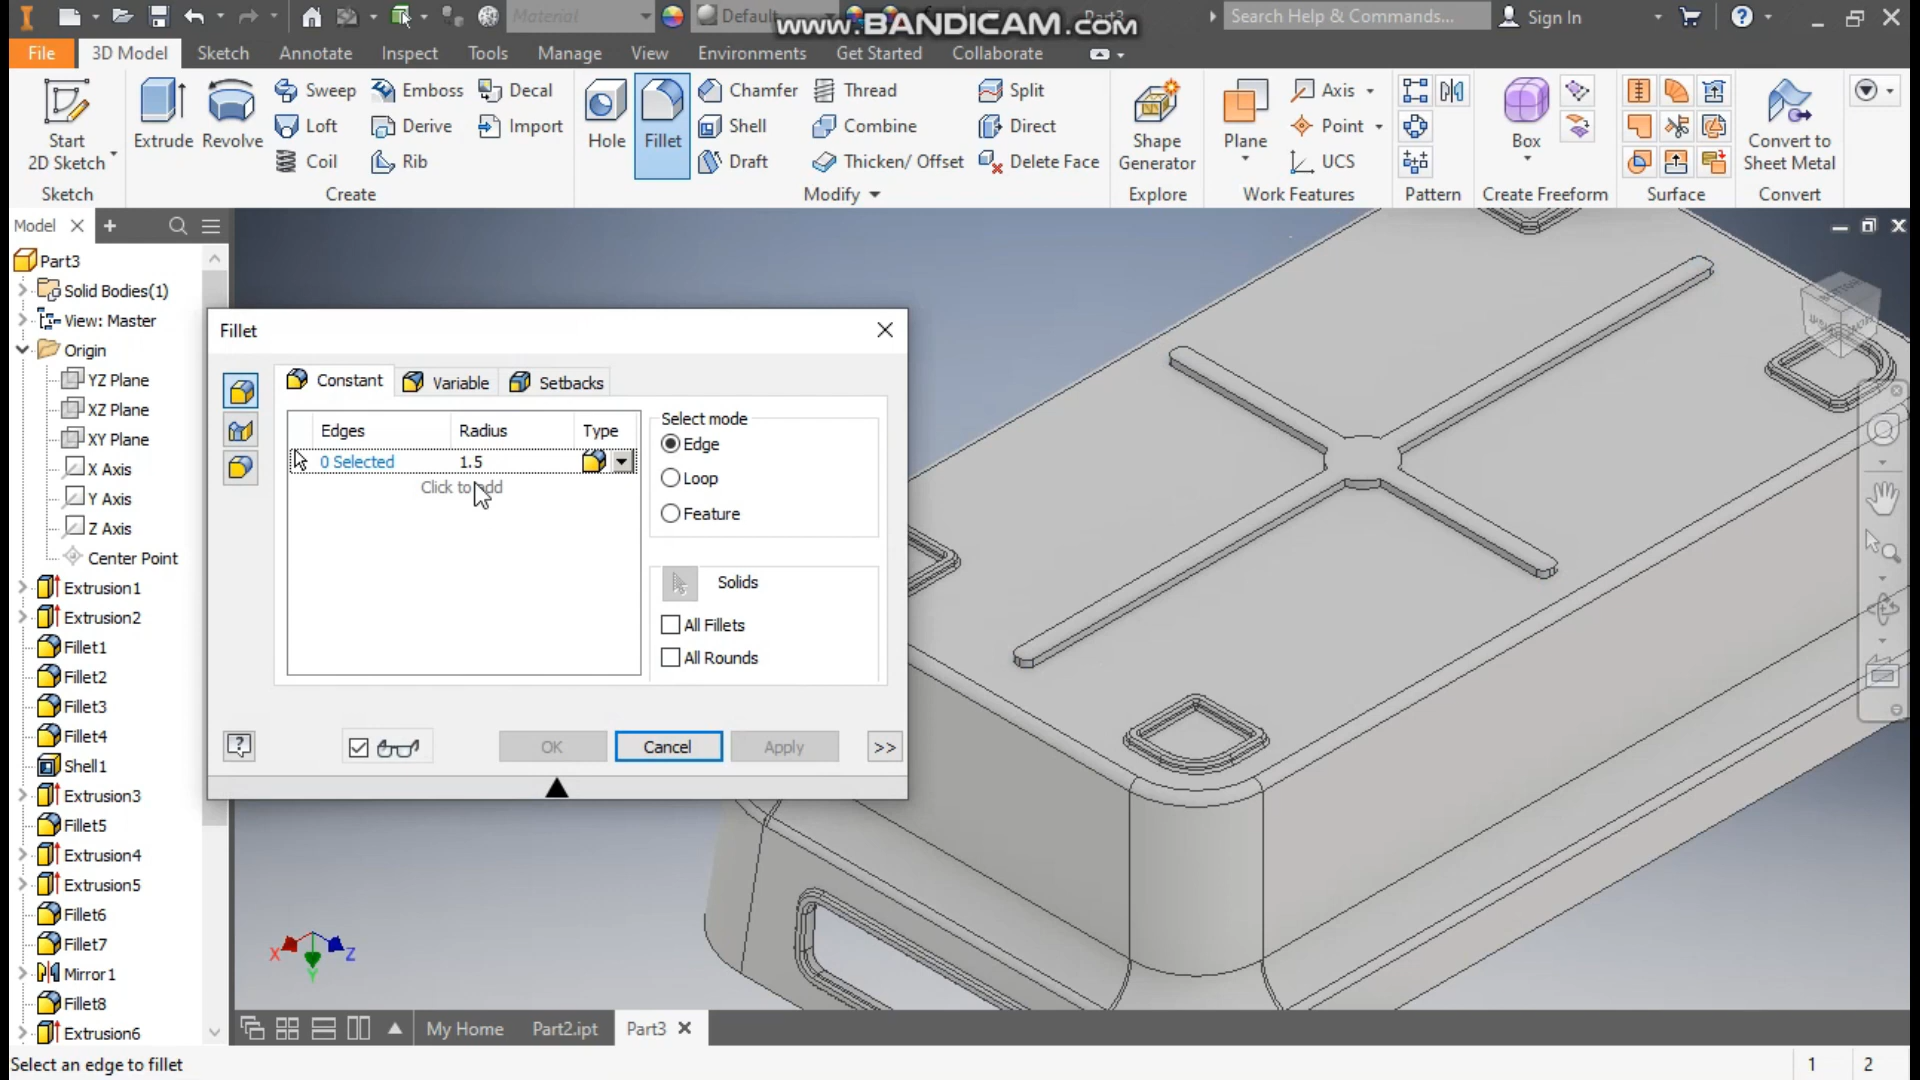 Material
Default
www.BANDICAM.com
Search Help & Commands...
Sign In
File
3D Model
Sketch
Annotate
Inspect
Tools
Manage
View
Environments
Get Started
Collaborate
Start
2D Sketch
Extrude
Revolve
Sweep
Emboss
Decal
Loft
Derive
Import
Coil
Rib
Hole
Fillet
Chamfer
Thread
Split
Shell
Combine
Direct
Draft
Thicken/ Offset
Delete Face
Shape
Generator
Plane
Axis
Point
UCS
Box
Convert to
Sheet Metal
Sketch
Create
Modify
Explore
Work Features
Pattern
Create Freeform
Surface
Convert
Model
Part3
Solid Bodies(1)
View: Master
Origin
YZ Plane
XZ Plane
XY Plane
X Axis
Y Axis
Z Axis
Center Point
Extrusion1
Extrusion2
Fillet1
Fillet2
Fillet3
Fillet4
Shell1
Extrusion3
Fillet5
Extrusion4
Extrusion5
Fillet6
Fillet7
Mirror1
Fillet8
Extrusion6
Fillet
Constant
Variable
Setbacks
Edges
Radius
Type
0 Selected
1.5
Click to add
Select mode
Edge
Loop
Feature
Solids
All Fillets
All Rounds
OK
Cancel
Apply
>>
X
Z
Y
My Home
Part2.ipt
Part3
Select an edge to fillet
1
2